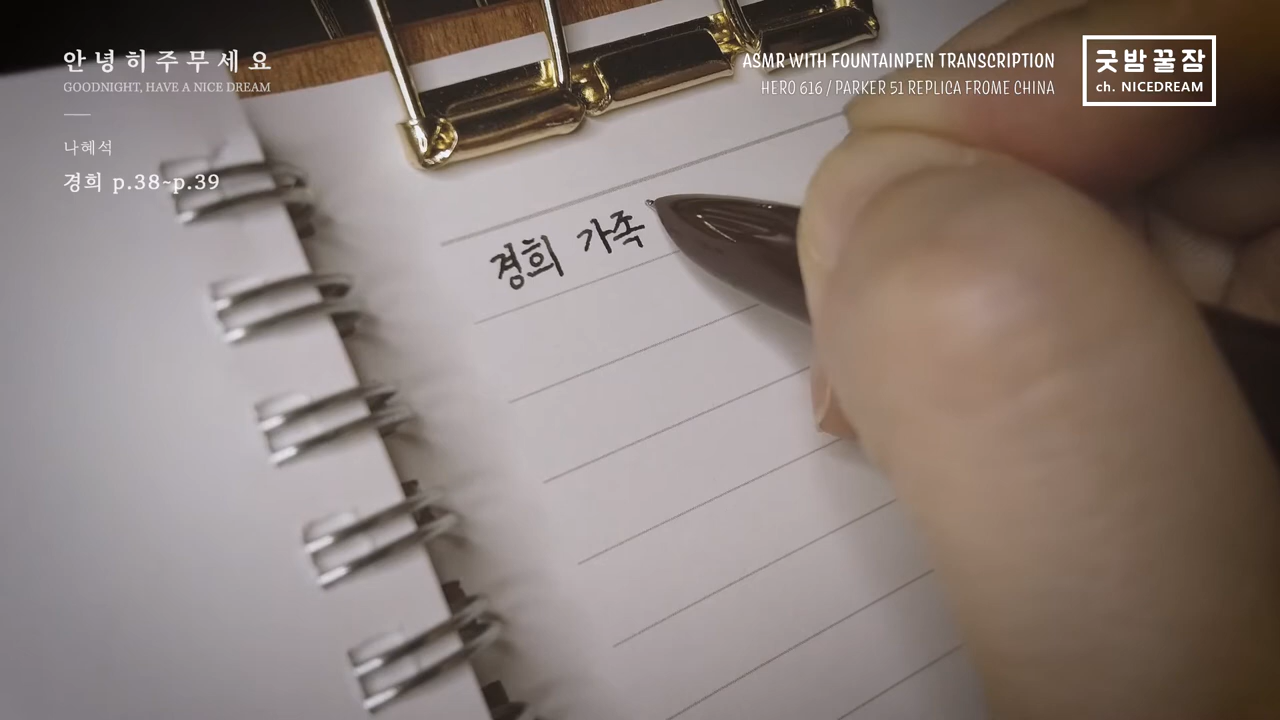 안녕히주무세요
GOODNIGHT, HAVE A NICE DREAM
나혜석
경희 p.38~p.39
ASMR WITH FOUNTAINPEN TRANSCRIPTION
HERO 616 / PARKER 51 REPLICA FROME CHINA
굿밤꿀잠
ch. NICEDREAM
경희 가족